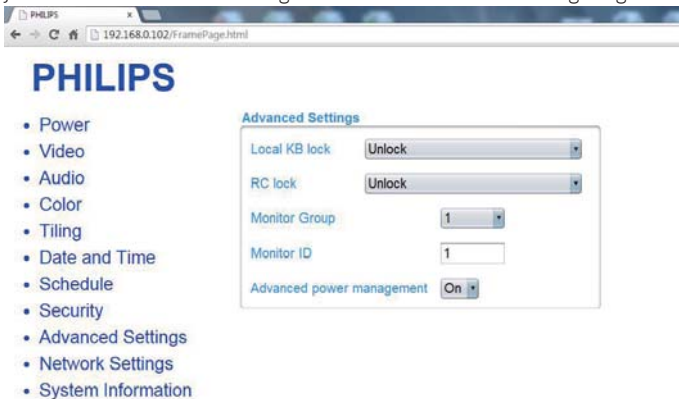 PHILIPS
192.168.0.102/FramePage.html
PHILIPS
• Power
• Video
• Audio
• Color
• Tiling
• Date and Time
• Schedule
• Security
• Advanced Settings
• Network Settings
• System Information
Advanced Settings
Local KB lock Unlock
RC lock Unlock
Monitor Group 1
Monitor ID 1
Advanced power management On